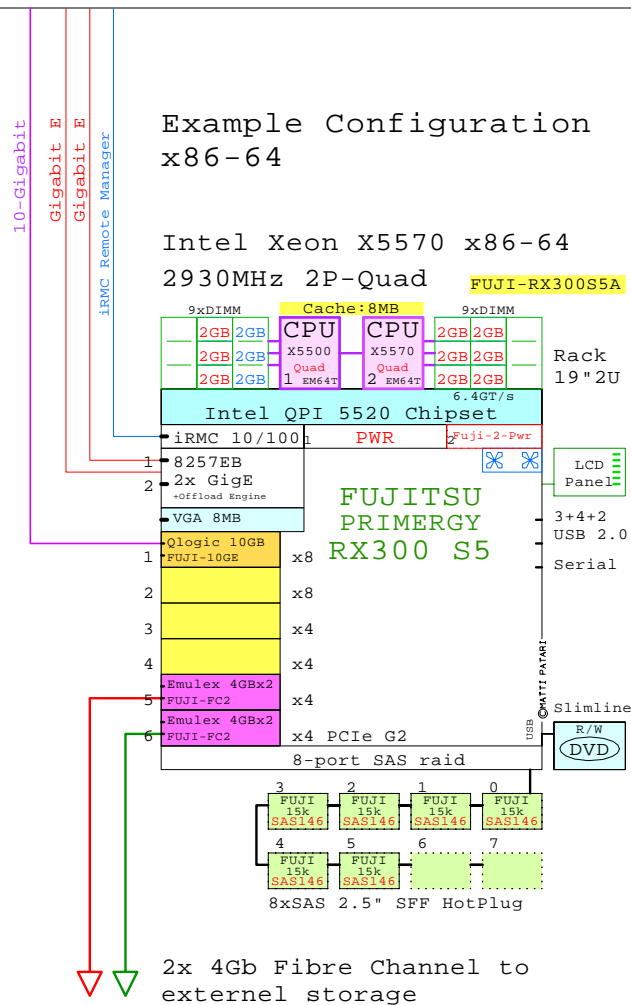 10-Gigabit
Gigabit E
Gigabit E
iRMC Remote Manager
Example Configuration
x86-64
Intel Xeon X5570 x86-64
2930MHz 2P-Quad
FUJI-RX300S5A
9xDIMM
Cache:8MB
9xDIMM
2GB 2GB CPU CPU 2GB 2GB
2GB 2GB X5500 X5570 2GB 2GB
Quad Quad
2GB 2GB 1 EM64T 2 EM64T 2GB 2GB
Rack
19"2U
6.4GT/s
Intel QPI 5520 Chipset
iRMC 10/100 1 PWR 2 Fuji-2-Pwr
1 8257EB
2 2x GigE
+Offload Engine
LCD
Panel
VGA 8MB
FUJITSU
PRIMERGY
RX300 S5
3+4+2
USB 2.0
Serial
Qlogic 10GB
1 FUJI-10GE x8
2 x8
3 x4
4 x4
Emulex 4GBx2
5 FUJI-FC2 x4
Emulex 4GBx2
6 FUJI-FC2 x4 PCIe G2
©MATTI PATARI
USB
Slimline
R/W
DVD
8-port SAS raid
3 2 1 0
FUJI FUJI FUJI FUJI
15k 15k 15k 15k
SAS146 SAS146 SAS146 SAS146
4 5 6 7
FUJI FUJI
15k 15k
SAS146 SAS146
8xSAS 2.5" SFF HotPlug
2x 4Gb Fibre Channel to
externel storage